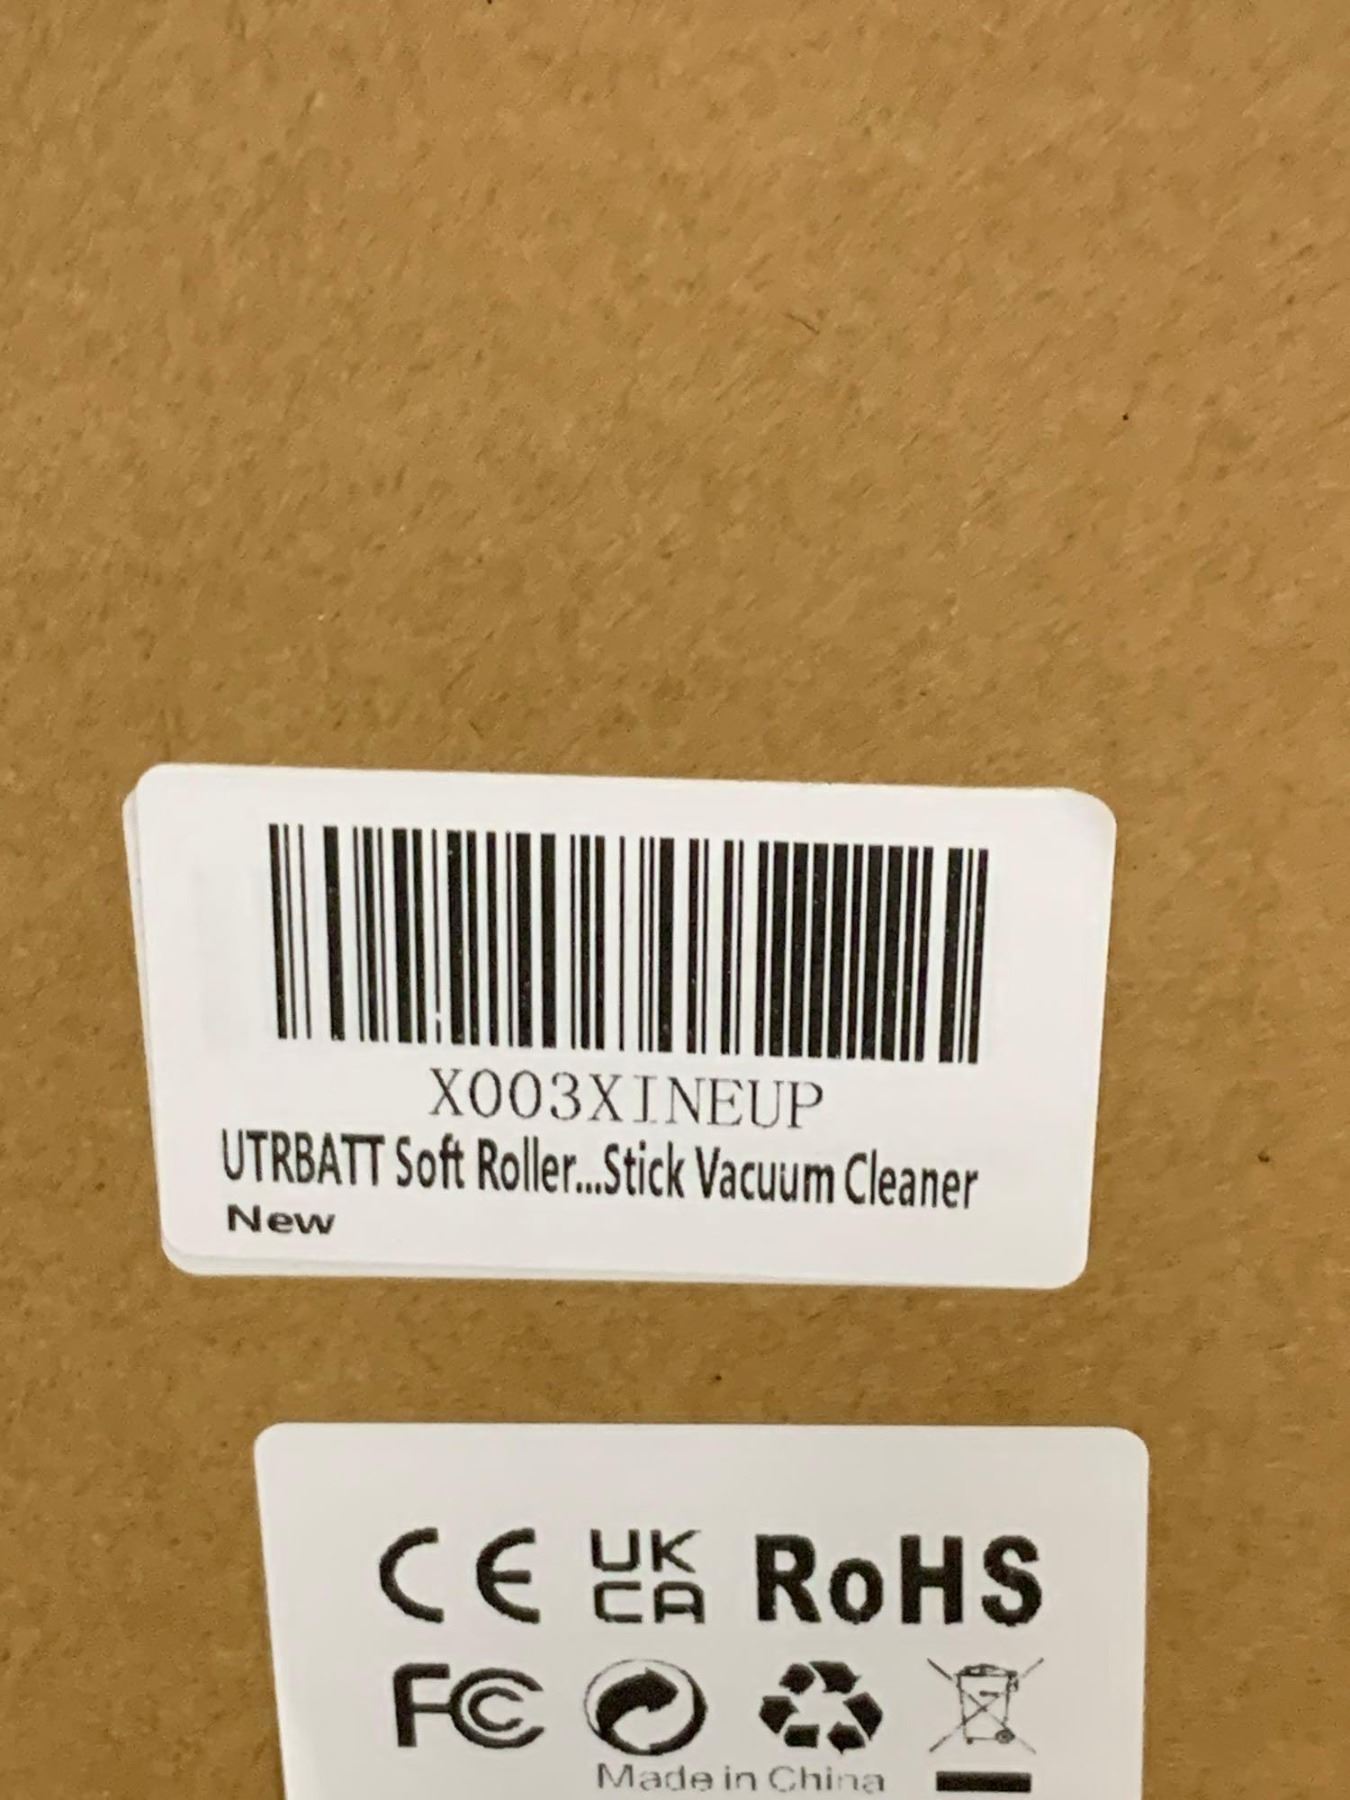 X003XINEUP
UTRBATT Soft Roller...Stick Vacuum Cleaner
New
CE UK CA RoHS
FC
Made in China